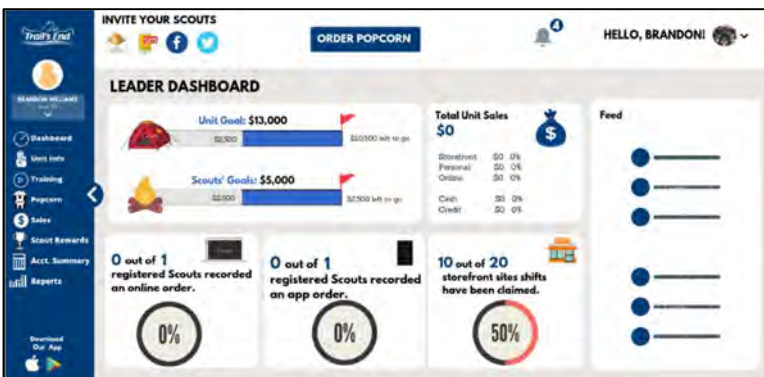 Trail's End
BRANDON WILLIAMS
Dashboard
Unit Info
Training
Popcorn
Sales
Scout Rewards
Acct. Summary
Reports
Download
Our App
INVITE YOUR SCOUTS
ORDER POPCORN
4
HELLO, BRANDON!
LEADER DASHBOARD
Unit Goal: $13,000
$2,500
$10,500 left to go
Scouts' Goals: $5,000
$2,500
$2,500 left to go
Total Unit Sales
$0
Storefront $0 0%
Personal $0 0%
Online $0 0%
Cash $0 0%
Credit $0 0%
Feed
0 out of 1
registered Scouts recorded
an online order.
0%
0 out of 1
registered Scouts recorded
an app order.
0%
10 out of 20
storefront sites shifts
have been claimed.
50%